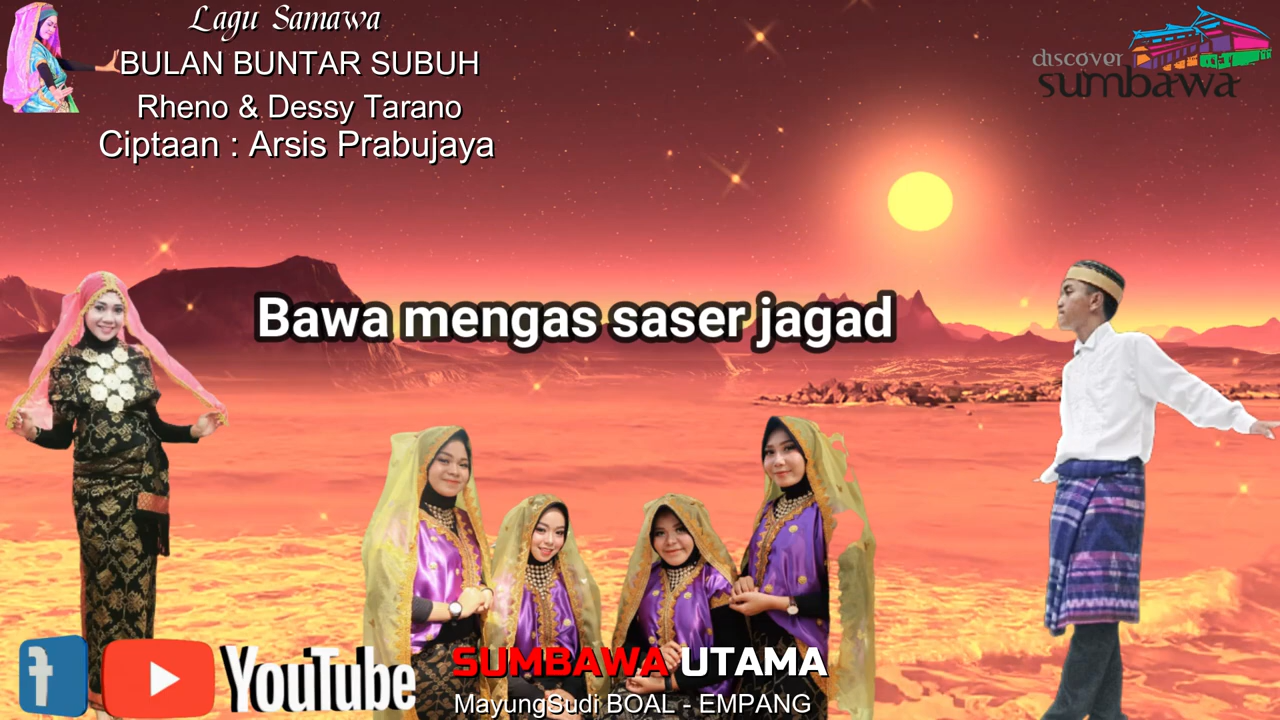 Lagu Samawa
BULAN BUNTAR SUBUH
Rheno & Dessy Tarano
Ciptaan : Arsis Prabujaya
discover
sumbawa
Bawa mengas saser jagad
f
YouTube
SUMBAWA UTAMA
MayungSudi BOAL - EMPANG